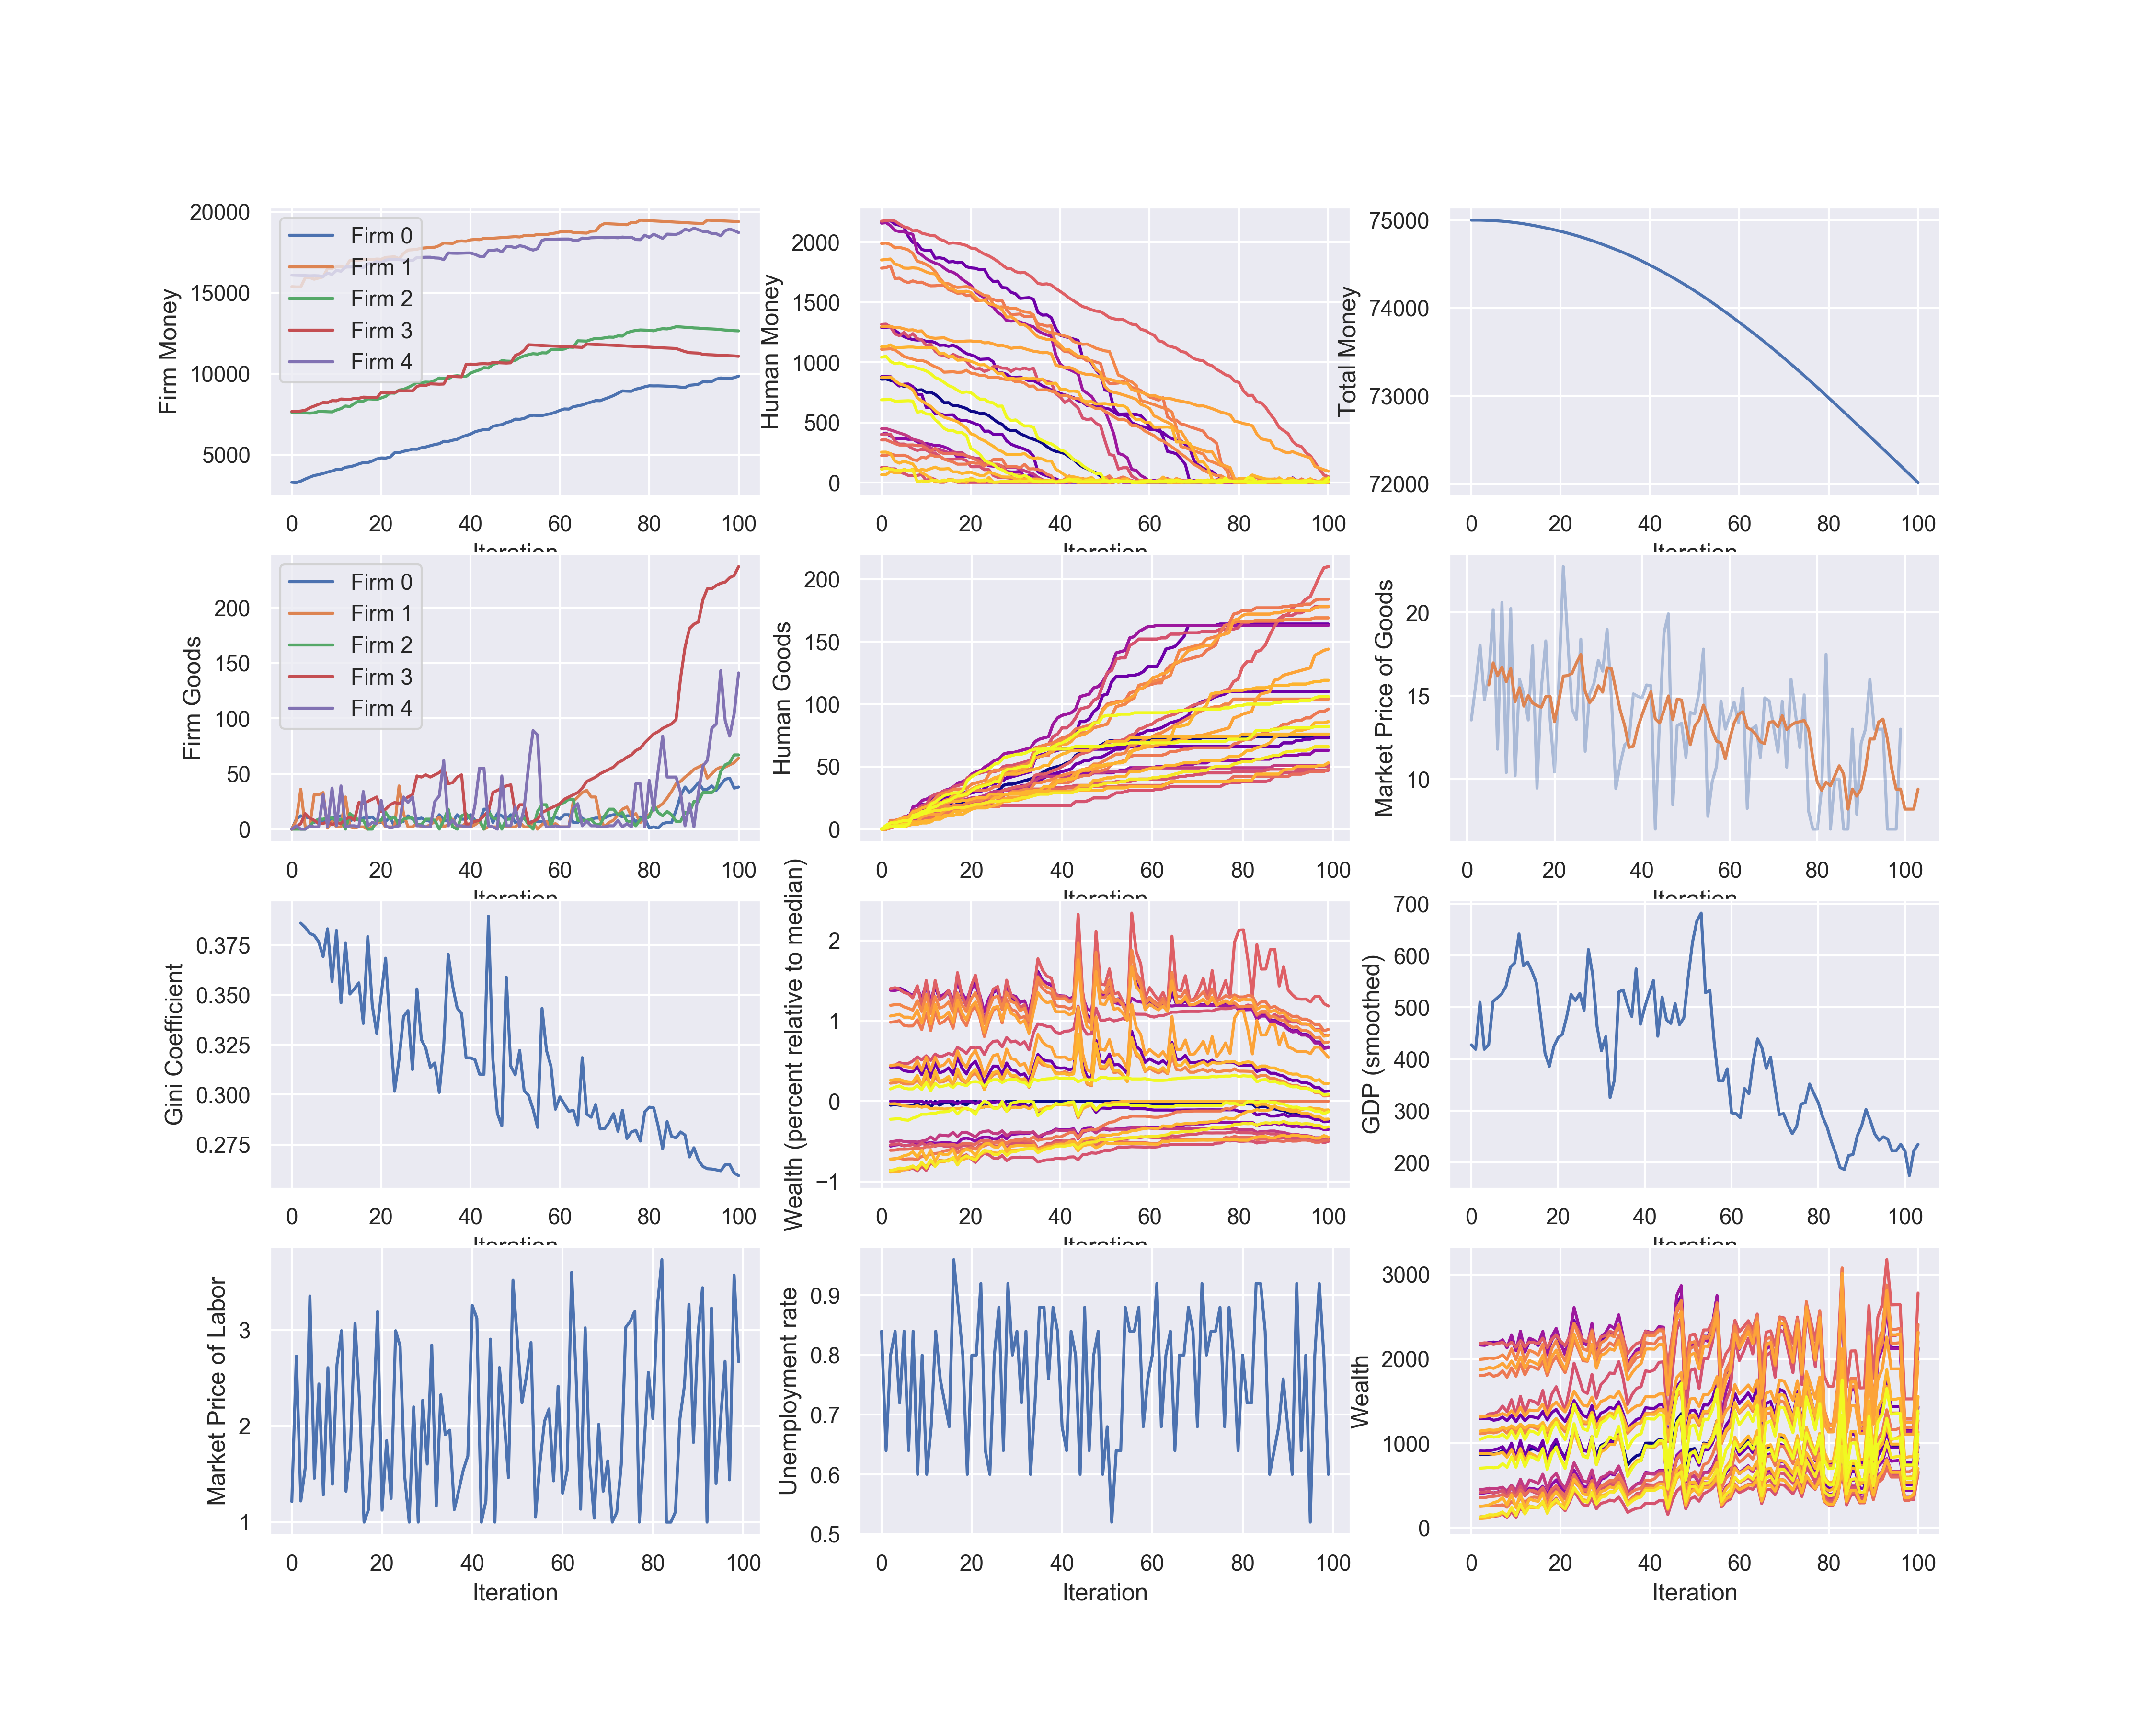 Firm Money
20000
15000
10000
5000
Firm 0
Firm 1
Firm 2
Firm 3
Firm 4
0 20 40 60 80 100
Iteration
Human Money
2000
1500
1000
500
0
0 20 40 60 80 100
Iteration
Total Money
75000
74000
73000
72000
0 20 40 60 80 100
Iteration
Firm Goods
200
150
100
50
0
Firm 0
Firm 1
Firm 2
Firm 3
Firm 4
0 20 40 60 80 100
Iteration
Human Goods
200
150
100
50
0
0 20 40 60 80 100
Iteration
Market Price of Goods
20
15
10
0 20 40 60 80 100
Iteration
Gini Coefficient
0.375
0.350
0.325
0.300
0.275
0 20 40 60 80 100
Iteration
Wealth (percent relative to median)
2
1
0
−1
0 20 40 60 80 100
Iteration
GDP (smoothed)
700
600
500
400
300
200
0 20 40 60 80 100
Iteration
Market Price of Labor
3
2
1
0 20 40 60 80 100
Iteration
Unemployment rate
0.9
0.8
0.7
0.6
0.5
0 20 40 60 80 100
Iteration
Wealth
3000
2000
1000
0
0 20 40 60 80 100
Iteration